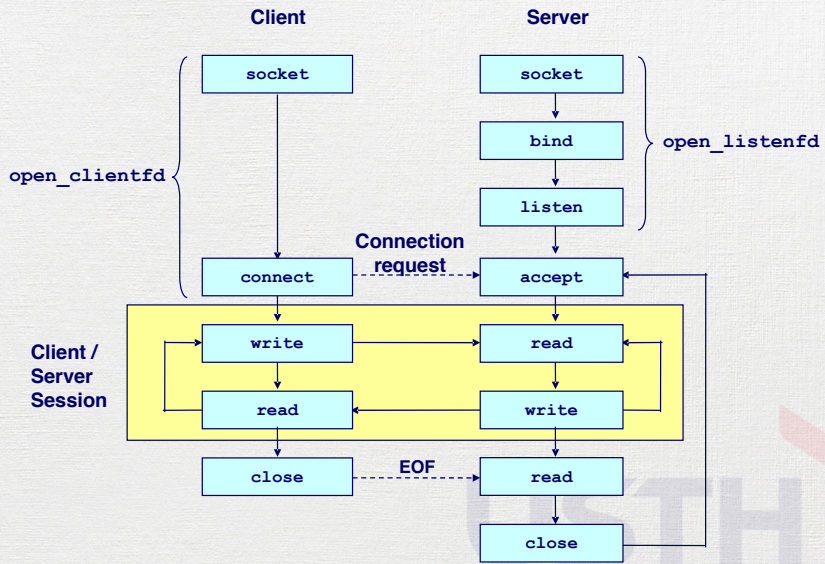 Client
Server
socket
socket
bind
open_clientfd
open_listenfd
listen
Connection
request
connect
accept
Client /
Server
Session
write
read
read
write
close
EOF
read
close
USTH